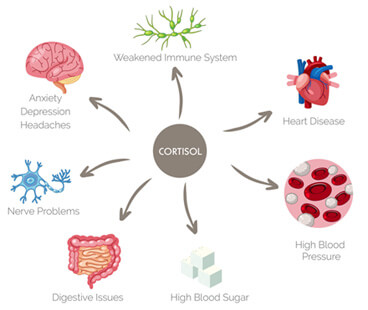 Weakened Immune System
Anxiety
Depression
Headaches
Heart Disease
CORTISOL
Nerve Problems
High Blood
Pressure
Digestive Issues
High Blood Sugar